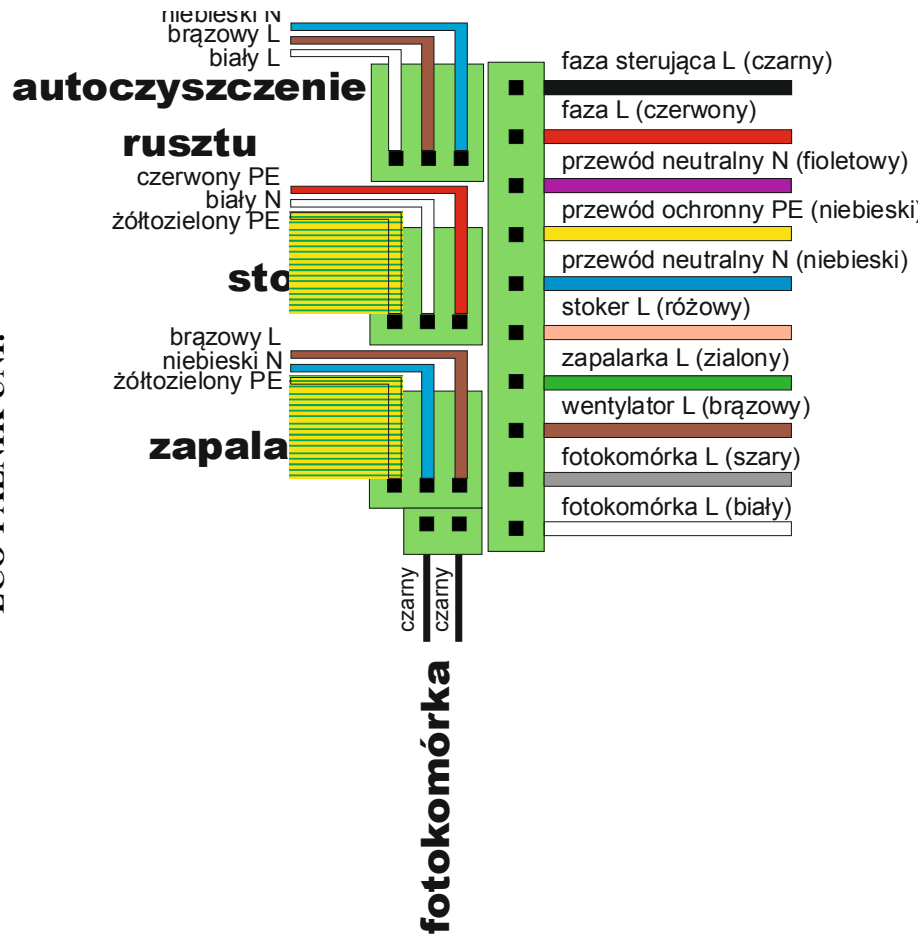 niebieski N
brązowy L
biały L
autoczyszczenie
rusztu
czerwony PE
biały N
żółtozielony PE
sto
brązowy L
niebieski N
żółtozielony PE
zapala
faza sterująca L (czarny)
faza L (czerwony)
przewód neutralny N (fioletowy)
przewód ochronny PE (niebieski)
przewód neutralny N (niebieski)
stoker L (różowy)
zapalarka L (zialony)
wentylator L (brązowy)
fotokomórka L (szary)
fotokomórka L (biały)
czarny
czarny
fotokomórka